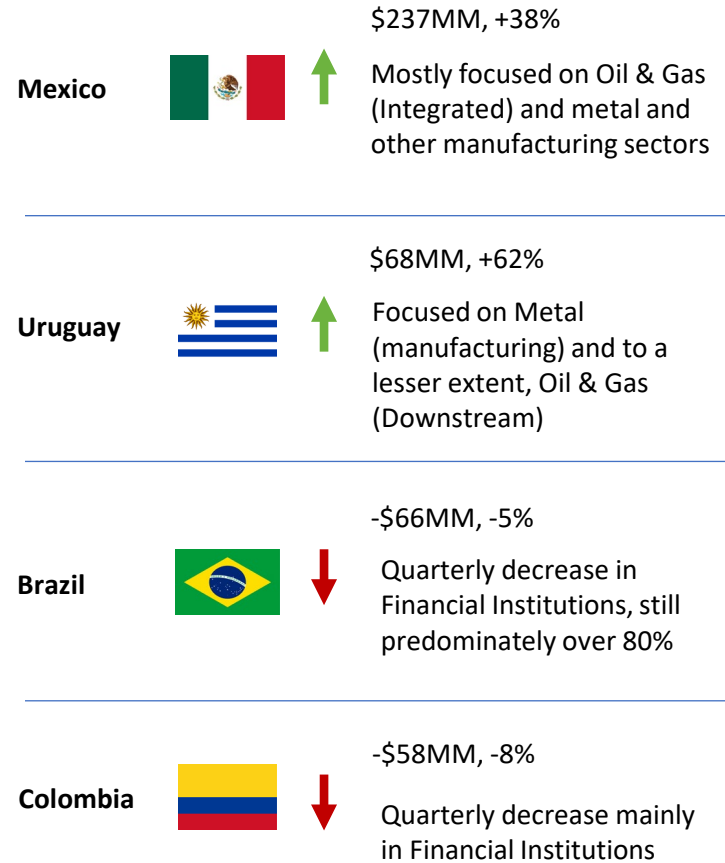 $237MM, +38%
Mexico
Mostly focused on Oil & Gas
(Integrated) and metal and
other manufacturing sectors
$68MM, +62%
Uruguay
Focused on Metal
(manufacturing) and to a
lesser extent, Oil & Gas
(Downstream)
-$66MM, -5%
Brazil
Quarterly decrease in
Financial Institutions, still
predominately over 80%
-$58MM, -8%
Colombia
Quarterly decrease mainly
in Financial Institutions